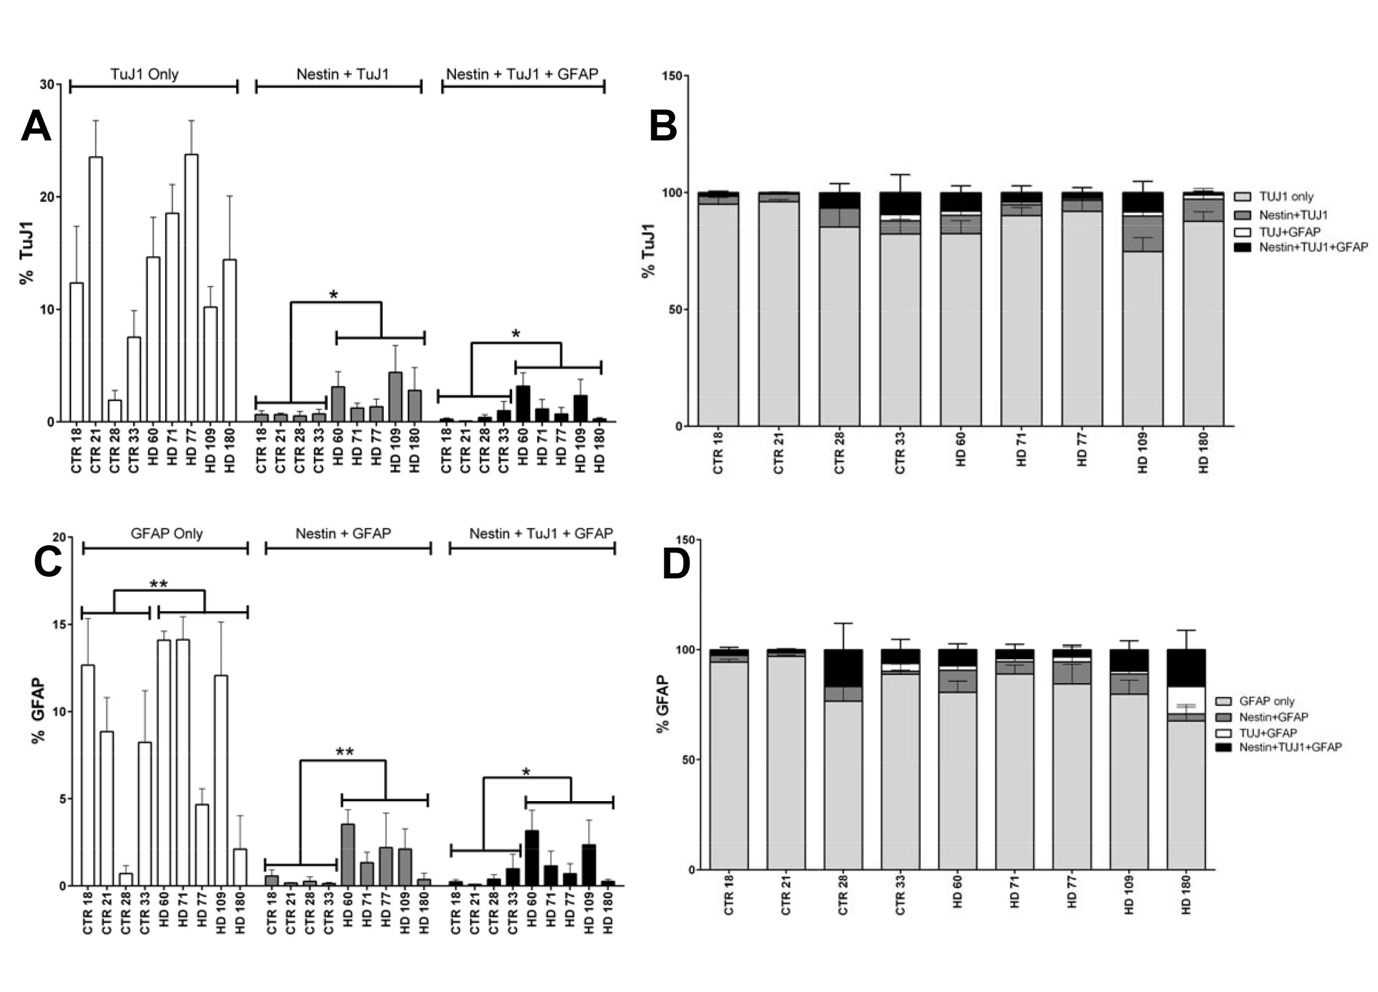 A
TuJ1 Only
Nestin + TuJ1
Nestin + TuJ1 + GFAP
% TuJ1
30
20
10
0
*
*
CTR 18
CTR 21
CTR 28
CTR 33
HD 60
HD 71
HD 77
HD 109
HD 180
CTR 18
CTR 21
CTR 28
CTR 33
HD 60
HD 71
HD 77
HD 109
HD 180
CTR 18
CTR 21
CTR 28
CTR 33
HD 60
HD 71
HD 77
HD 109
HD 180
B
% TuJ1
150
100
50
0
CTR 18
CTR 21
CTR 28
CTR 33
HD 60
HD 71
HD 77
HD 109
HD 180
TUJ1 only
Nestin+TUJ1
TUJ+GFAP
Nestin+TUJ1+GFAP
C
GFAP Only
Nestin + GFAP
Nestin + TuJ1 + GFAP
% GFAP
20
15
10
5
0
**
**
*
CTR 18
CTR 21
CTR 28
CTR 33
HD 60
HD 71
HD 77
HD 109
HD 180
CTR 18
CTR 21
CTR 28
CTR 33
HD 60
HD 71
HD 77
HD 109
HD 180
CTR 18
CTR 21
CTR 28
CTR 33
HD 60
HD 71
HD 77
HD 109
HD 180
D
% GFAP
150
100
50
0
CTR 18
CTR 21
CTR 28
CTR 33
HD 60
HD 71
HD 77
HD 109
HD 180
GFAP only
Nestin+GFAP
TUJ+GFAP
Nestin+TUJ1+GFAP